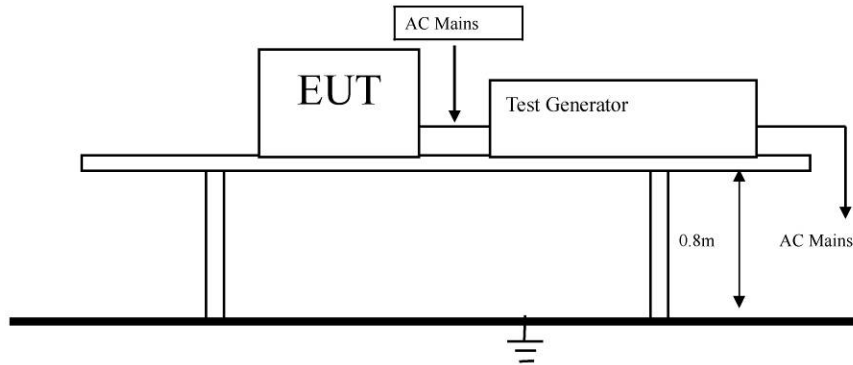 AC Mains
EUT
Test Generator
0.8m
AC Mains